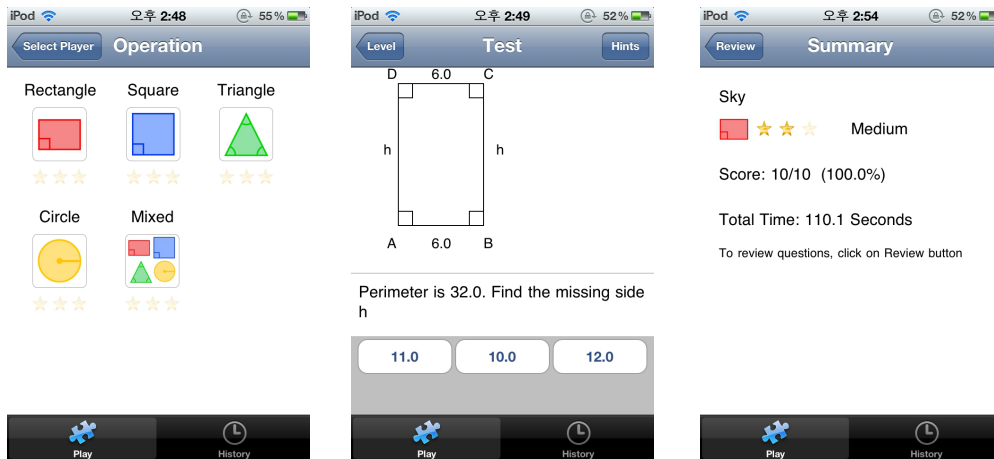 iPod 오후 2:48 55%
Select Player Operation
Rectangle Square Triangle
Circle Mixed
Play History
iPod 오후 2:49 52%
Level Test Hints
D 6.0 C
h h
A 6.0 B
Perimeter is 32.0. Find the missing side
h
11.0 10.0 12.0
Play History
iPod 오후 2:54 52%
Review Summary
Sky
Medium
Score: 10/10 (100.0%)
Total Time: 110.1 Seconds
To review questions, click on Review button
Play History